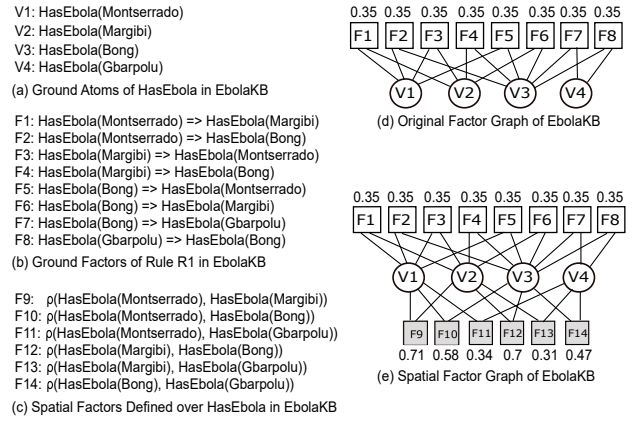 V1: HasEbola(Montserrado)
V2: HasEbola(Margibi)
V3: HasEbola(Bong)
V4: HasEbola(Gbarpolu)
(a) Ground Atoms of HasEbola in EbolaKB
F1: HasEbola(Montserrado) => HasEbola(Margibi)
F2: HasEbola(Montserrado) => HasEbola(Bong)
F3: HasEbola(Margibi) => HasEbola(Montserrado)
F4: HasEbola(Margibi) => HasEbola(Bong)
F5: HasEbola(Bong) => HasEbola(Montserrado)
F6: HasEbola(Bong) => HasEbola(Margibi)
F7: HasEbola(Bong) => HasEbola(Gbarpolu)
F8: HasEbola(Gbarpolu) => HasEbola(Bong)
(b) Ground Factors of Rule R1 in EbolaKB
F9: ρ(HasEbola(Montserrado), HasEbola(Margibi))
F10: ρ(HasEbola(Montserrado), HasEbola(Bong))
F11: ρ(HasEbola(Montserrado), HasEbola(Gbarpolu))
F12: ρ(HasEbola(Margibi), HasEbola(Bong))
F13: ρ(HasEbola(Margibi), HasEbola(Gbarpolu))
F14: ρ(HasEbola(Bong), HasEbola(Gbarpolu))
(c) Spatial Factors Defined over HasEbola in EbolaKB
0.35 0.35 0.35 0.35 0.35 0.35 0.35 0.35
F1 F2 F3 F4 F5 F6 F7 F8
V1 V2 V3 V4
(d) Original Factor Graph of EbolaKB
0.35 0.35 0.35 0.35 0.35 0.35 0.35 0.35
F1 F2 F3 F4 F5 F6 F7 F8
V1 V2 V3 V4
F9 F10 F11 F12 F13 F14
0.71 0.58 0.34 0.7 0.31 0.47
(e) Spatial Factor Graph of EbolaKB